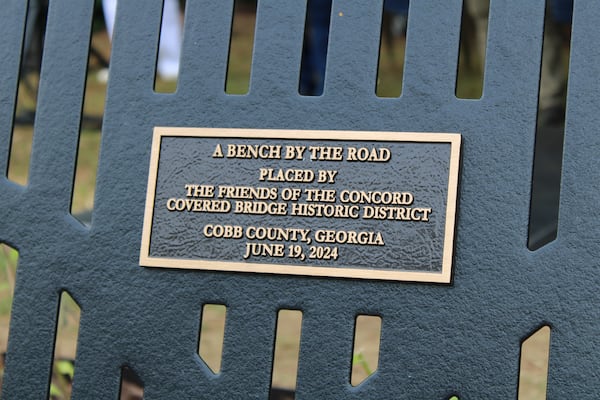 A BENCH BY THE ROAD
PLACED BY
THE FRIENDS OF THE CONCORD
COVERED BRIDGE HISTORIC DISTRICT
COBB COUNTY, GEORGIA
JUNE 19, 2024